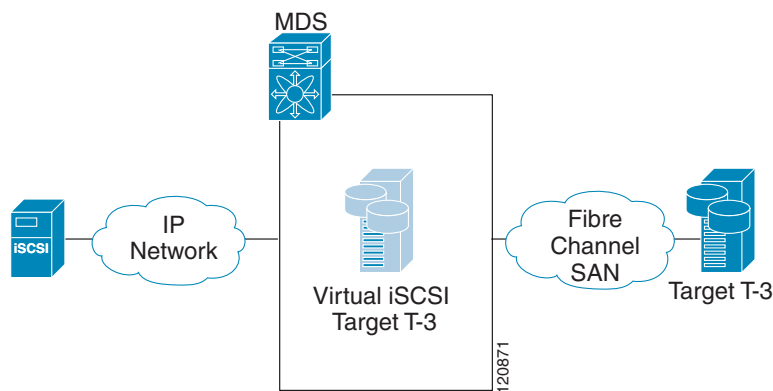 MDS
iSCSI
IP
Network
Virtual iSCSI
Target T-3
Fibre
Channel
SAN
Target T-3
120871